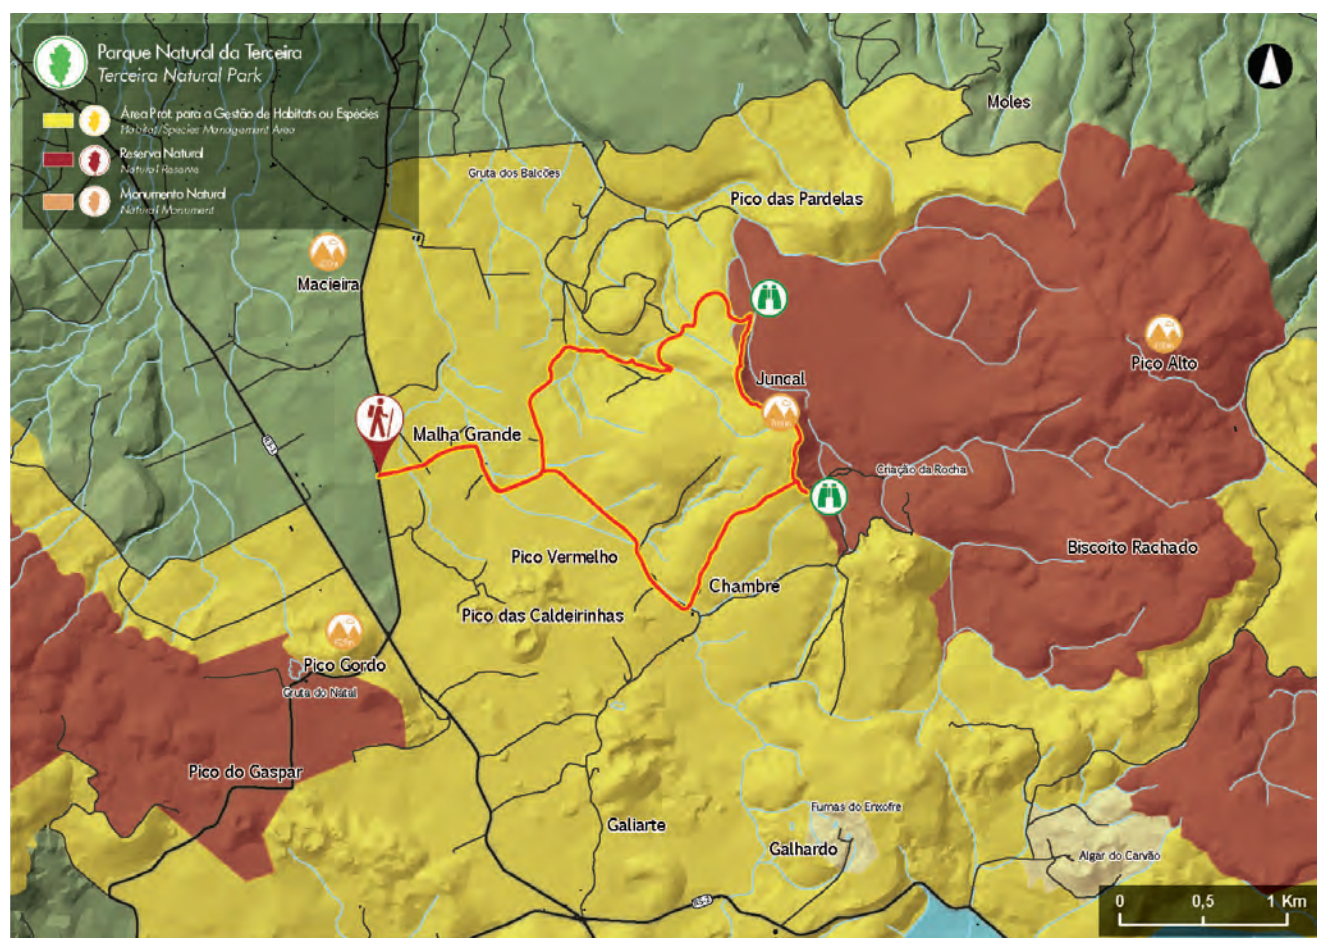 Parque Natural da Terceira
Terceira Natural Park
Área Prot. para a Gestão de Habitats ou Espécies
Habitat/Species Management Area
Reserva Natural
Natural Reserve
Monumento Natural
Natural Monument
Moles
Gruta dos Balcões
Pico das Pardelas
Macieira
Pico Alto
Juncal
Malha Grande
Criação da Rocha
Biscoito Rachado
Pico Vermelho
Chambre
Pico das Caldeirinhas
Pico Gordo
Gruta do Natal
Pico do Gaspar
Galiarte
Furnas do Enxofre
Galhardo
Algar do Carvão
0 0,5 1 Km